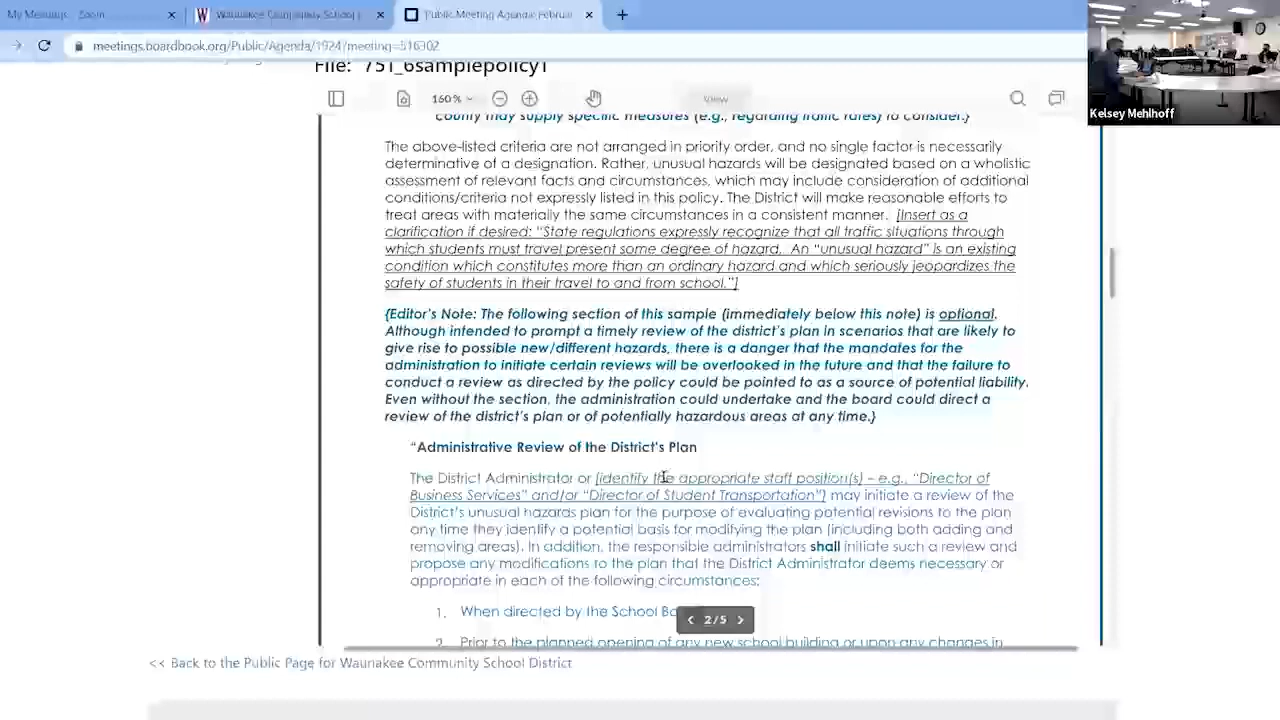 My Meetings - Zoom
Waunakee Community School
Public Meeting Agenda: Februar
meetings.boardbook.org/Public/Agenda/1924?meeting=516302
Kelsey Mehlhoff
160%
View
may supply specific measures (e.g., regarding traffic rates) to consider.}
The above-listed criteria are not arranged in priority order, and no single factor is necessarily
determinative of a designation. Rather, unusual hazards will be designated based on a wholistic
assessment of relevant facts and circumstances, which may include consideration of additional
conditions/criteria not expressly listed in this policy. The District will make reasonable efforts to
treat areas with materially the same circumstances in a consistent manner. [Insert as a
clarification if desired: “State regulations expressly recognize that all traffic situations through
which students must travel present some degree of hazard. An “unusual hazard” is an existing
condition which constitutes more than an ordinary hazard and which seriously jeopardizes the
safety of students in their travel to and from school.”]
{Editor's Note: The following section of this sample (immediately below this note) is optional.
Although intended to prompt a timely review of the district's plan in scenarios that are likely to
give rise to possible new/different hazards, there is a danger that the mandates for the
administration to initiate certain reviews will be overlooked in the future and that the failure to
conduct a review as directed by the policy could be pointed to as a source of potential liability.
Even without the section, the administration could undertake and the board could direct a
review of the district's plan or of potentially hazardous areas at any time.}
“Administrative Review of the District's Plan
The District Administrator or [identify the appropriate staff position(s) – e.g., “Director of
Business Services” and/or “Director of Student Transportation”] may initiate a review of the
District's unusual hazards plan for the purpose of evaluating potential revisions to the plan
any time they identify a potential basis for modifying the plan (including both adding and
removing areas). In addition, the responsible administrators shall initiate such a review and
propose any modifications to the plan that the District Administrator deems necessary or
appropriate in each of the following circumstances:
1. When directed by the School Bo
2/5
2. Prior to the planned opening of any new school building or upon any changes in
<< Back to the Public Page for Waunakee Community School District